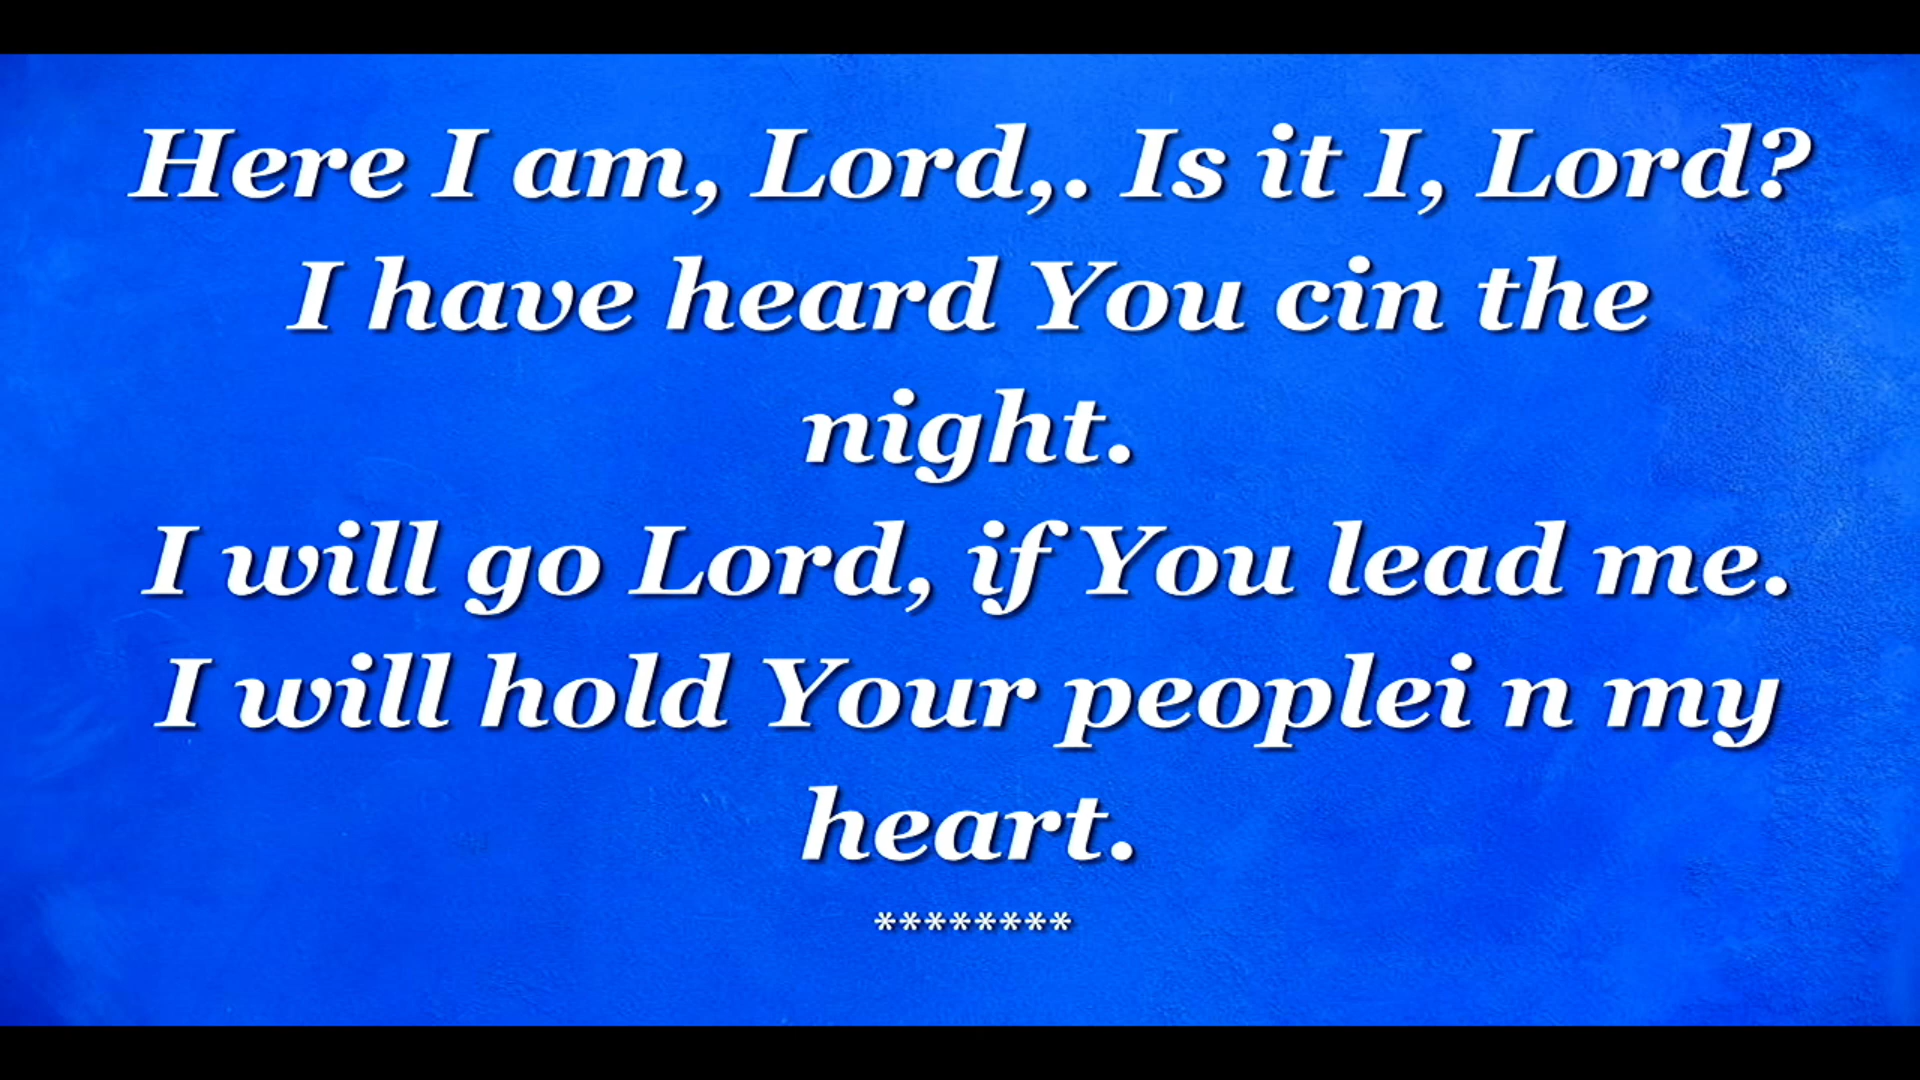 Here I am, Lord,. Is it I, Lord?
I have heard You cin the
night.
I will go Lord, if You lead me.
I will hold Your peoplei n my
heart.
********